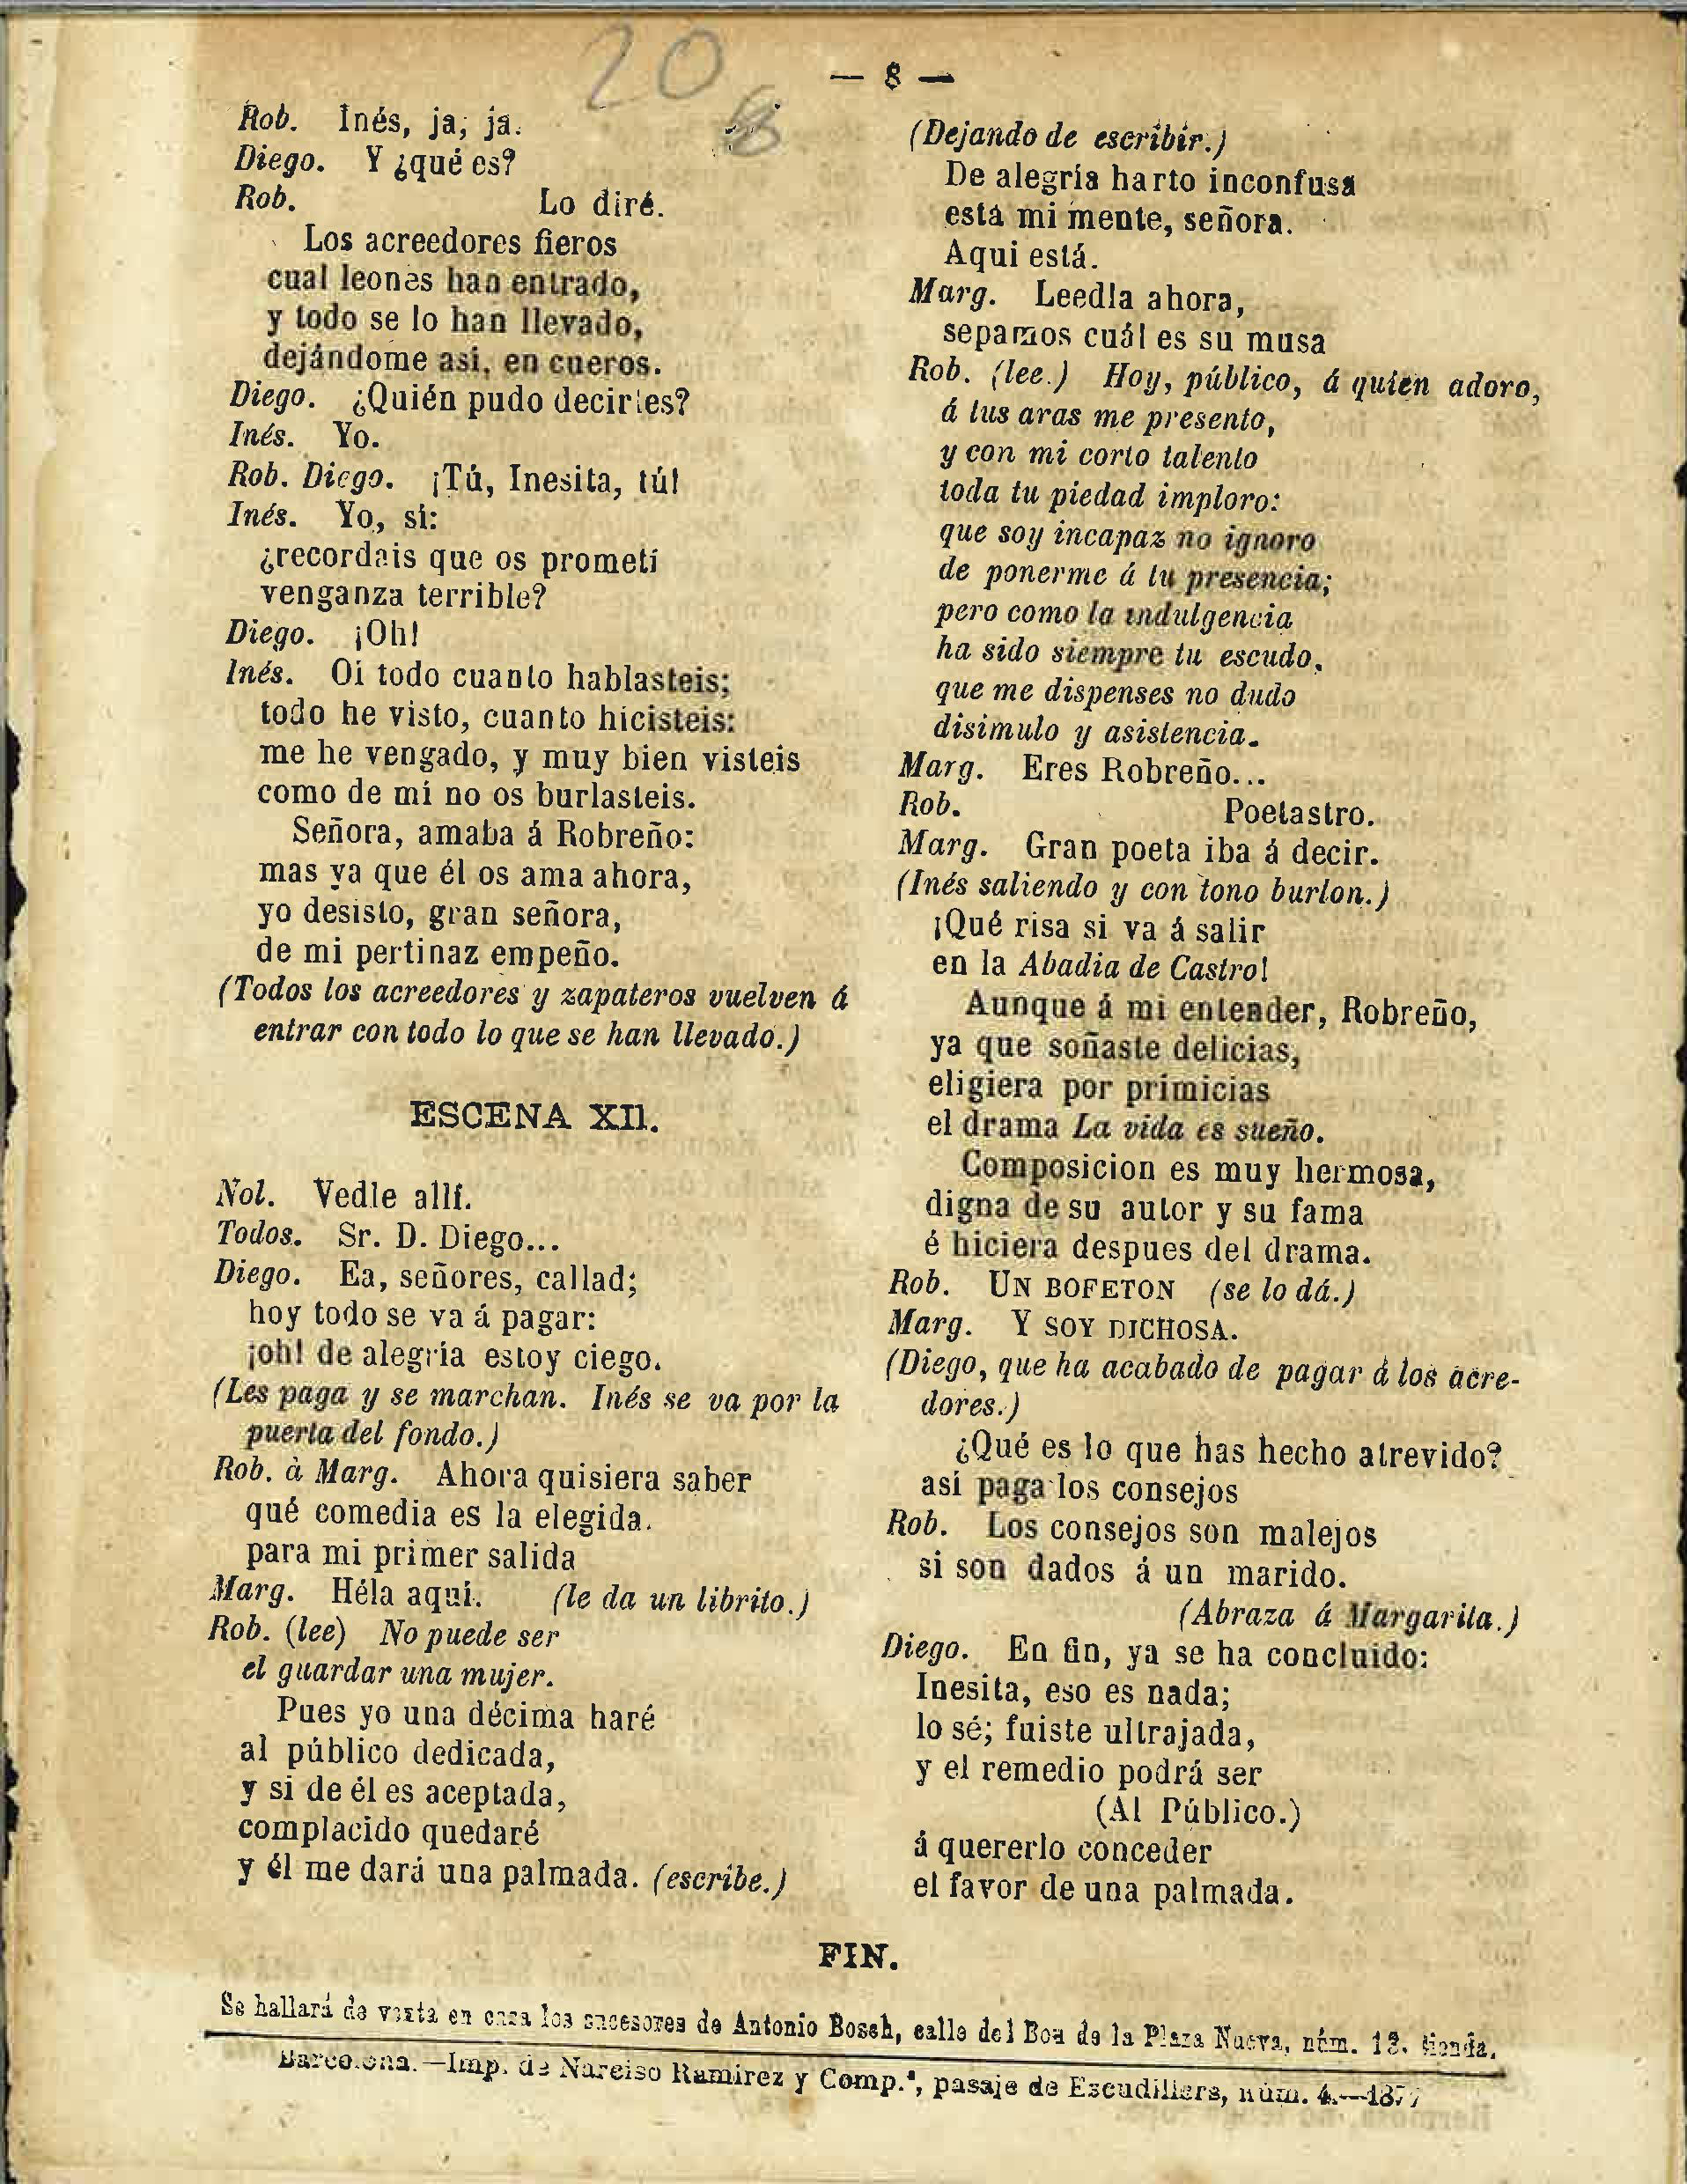 20
8
— 8 —
Rob. Inés, ja, ja.
Diego. Y ¿qué es?
Rob. Lo diré.
Los acreedores fieros
cual leones han entrado,
y todo se lo han llevado,
dejándome asi, en cueros.
Diego. ¿Quién pudo decirles?
Inés. Yo.
Rob. Diego. ¡Tú, Inesita, tú!
Inés. Yo, si:
¿recordais que os prometí
venganza terrible?
Diego. ¡Oh!
Inés. Oí todo cuanto hablasteis;
todo he visto, cuanto hicisteis:
me he vengado, y muy bien visteis
como de mí no os burlasteis.
Señora, amaba á Robreño:
mas ya que él os ama ahora,
yo desisto, gran señora,
de mi pertinaz empeño.
(Todos los acreedores y zapateros vuelven á
entrar con todo lo que se han llevado.)
ESCENA XII.
Nol. Vedle allí.
Todos. Sr. D. Diego...
Diego. Ea, señores, callad;
hoy todo se va á pagar:
¡oh! de alegría estoy ciego.
(Les paga y se marchan. Inés se va por la
puerta del fondo.)
Rob. à Marg. Ahora quisiera saber
qué comedia es la elegida.
para mi primer salida
Marg. Héla aquí. (le da un librito.)
Rob. (lee) No puede ser
el guardar una mujer.
Pues yo una décima haré
al público dedicada,
y si de él es aceptada,
complacido quedaré
y él me dará una palmada. (escribe.)
(Dejando de escribir.)
De alegría harto inconfusa
está mi mente, señora.
Aqui está.
Marg. Leedla ahora,
sepamos cuál es su musa
Rob. (lee.) Hoy, público, á quien adoro,
á tus aras me presento,
y con mi corto talento
toda tu piedad imploro:
que soy incapaz no ignoro
de ponerme á tu presencia;
pero como la indulgencia
ha sido siempre tu escudo,
que me dispenses no dudo
disimulo y asistencia.
Marg. Eres Robreño...
Rob. Poetastro.
Marg. Gran poeta iba á decir.
(Inés saliendo y con tono burlon.)
¡Qué risa si va á salir
en la Abadia de Castro!
Aunque á mi entender, Robreño,
ya que soñaste delicias,
eligiera por primicias
el drama La vida es sueño.
Composicion es muy hermosa,
digna de su autor y su fama
é hiciera despues del drama.
Rob. UN BOFETON (se lo dá.)
Marg. Y SOY DICHOSA.
(Diego, que ha acabado de pagar á los acre-
dores.)
¿Qué es lo que has hecho atrevido?
así paga los consejos
Rob. Los consejos son malejos
si son dados á un marido.
(Abraza á Margarita.)
Diego. En fin, ya se ha concluido:
Inesita, eso es nada;
lo sé; fuiste ultrajada,
y el remedio podrá ser
(Al Público.)
á quererlo conceder
el favor de una palmada.
FIN.
Se hallará de venta en casa los sucesores de Antonio Bosch, calle del Bou de la Plaza Nueva, núm. 13. tienda.
Barcelona.—Imp. de Narciso Ramirez y Comp.ª, pasaje de Escudillers, núm. 4.—1877